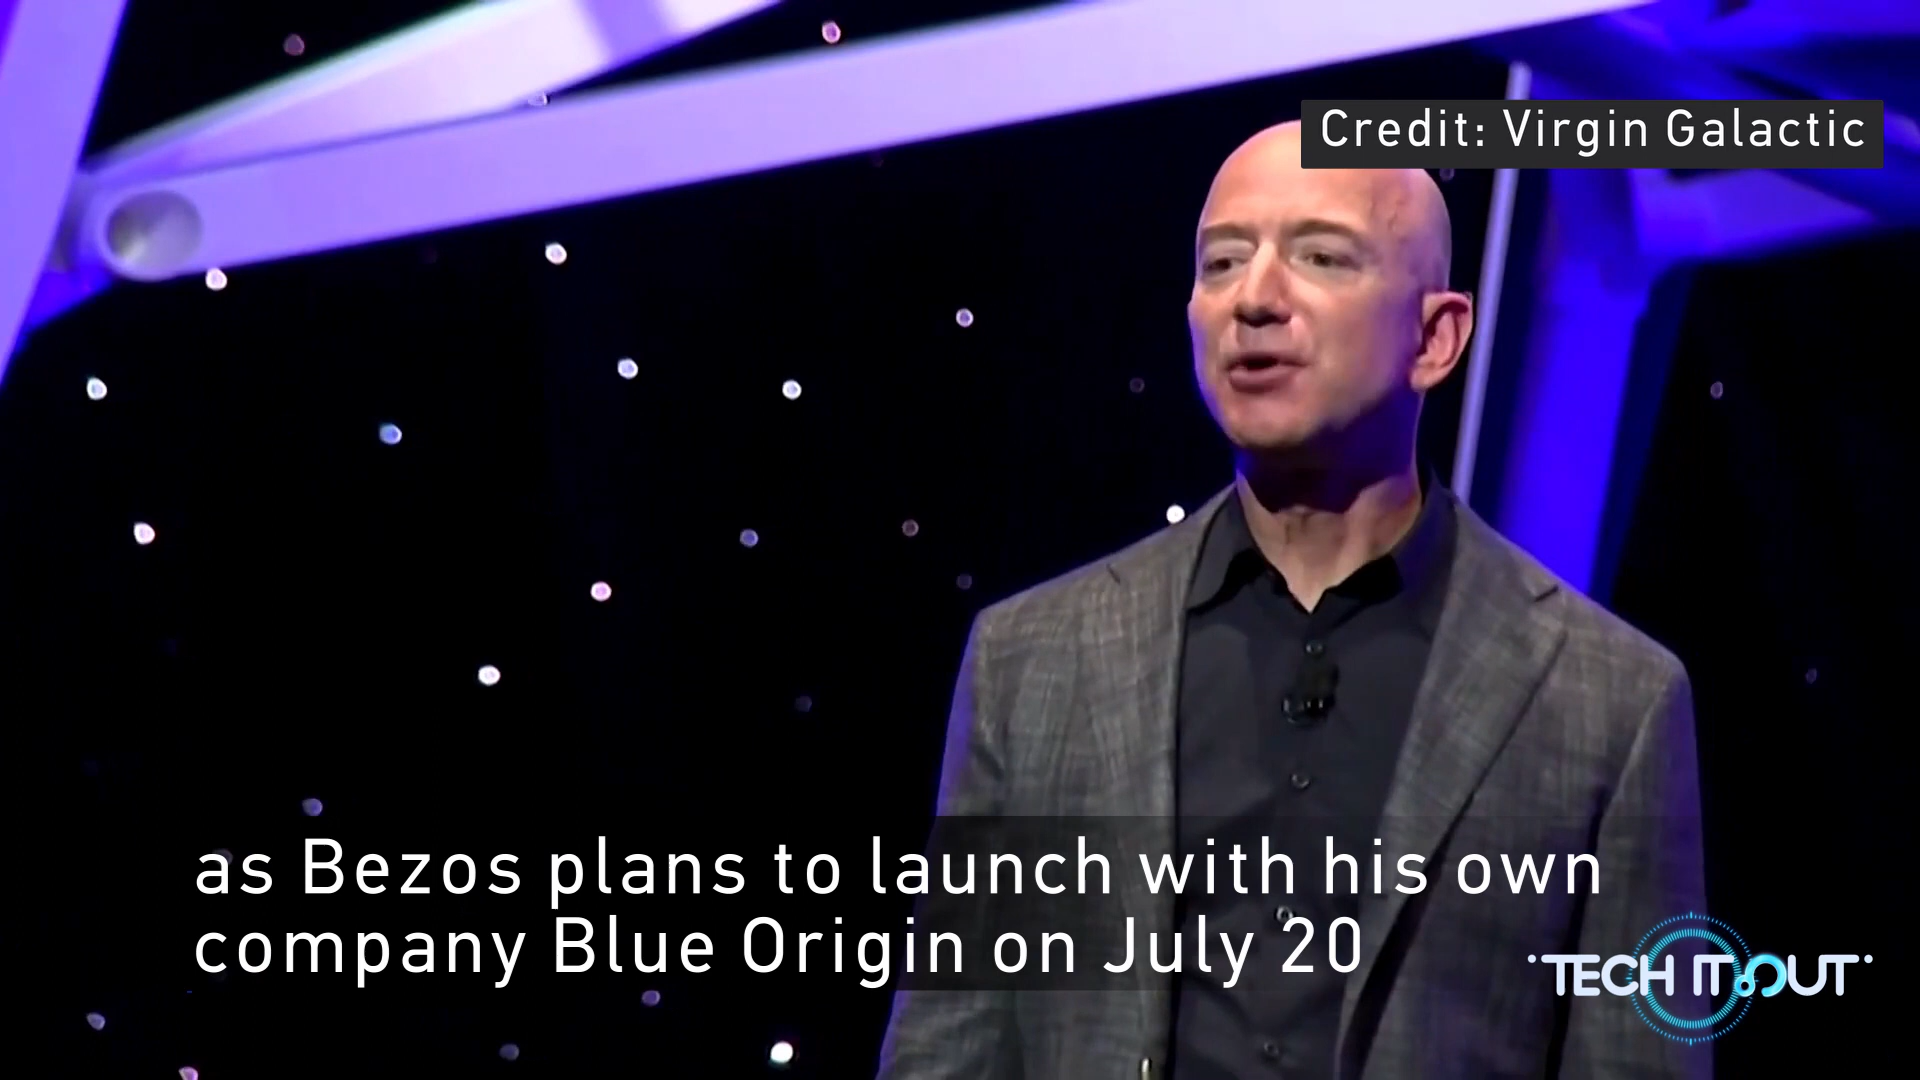 Credit: Virgin Galactic
as Bezos plans to launch with his own
company Blue Origin on July 20
TECH IT OUT